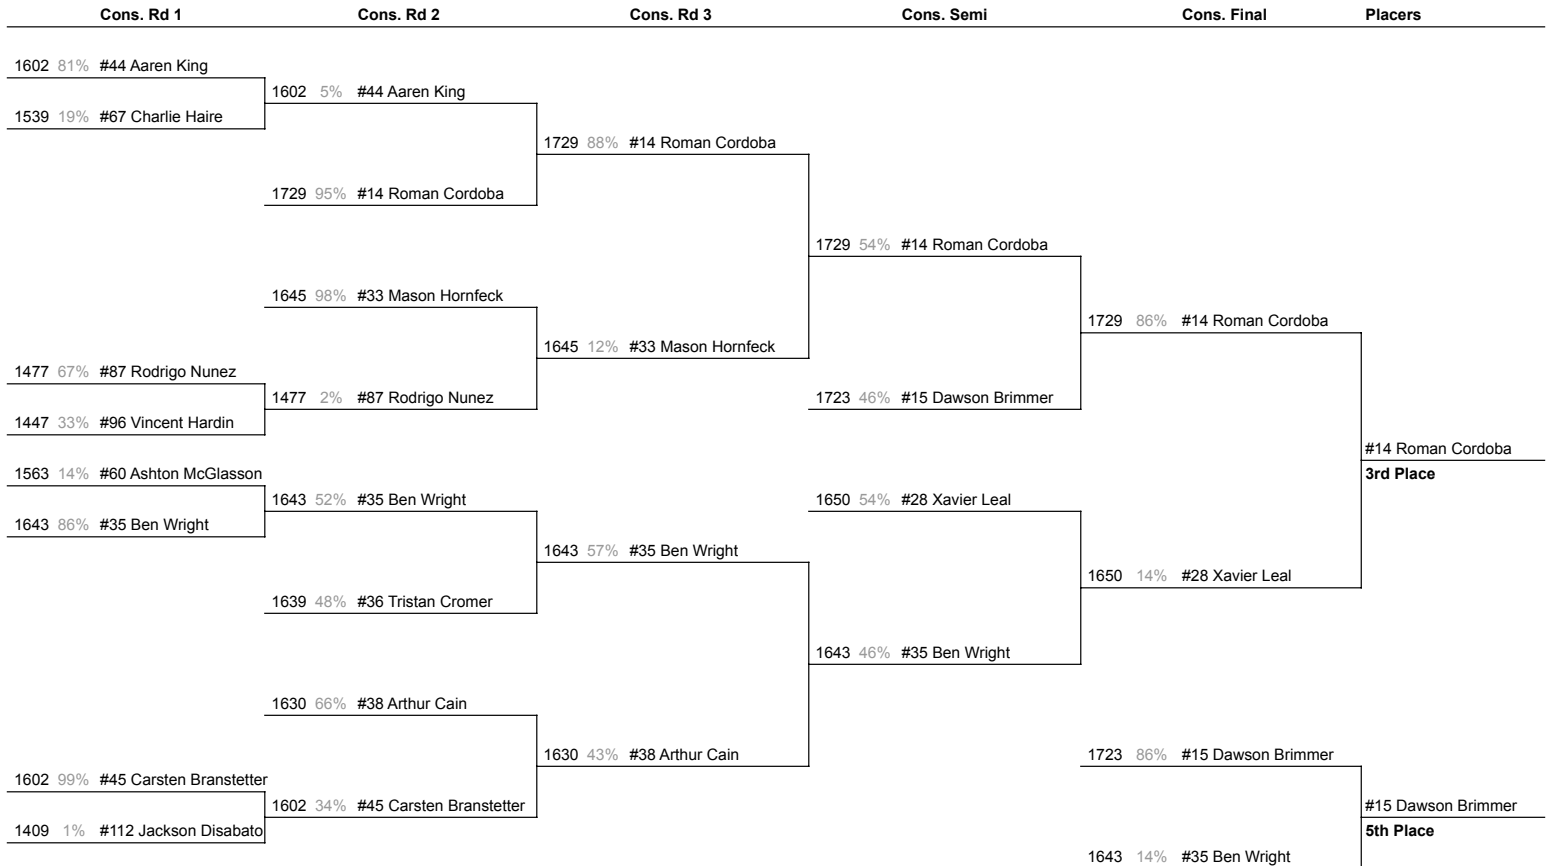 Cons. Rd 1 Cons. Rd 2 Cons. Rd 3 Cons. Semi Cons. Final Placers
1602 81% #44 Aaren King
1602 5% #44 Aaren King
1539 19% #67 Charlie Haire
1729 88% #14 Roman Cordoba
1729 95% #14 Roman Cordoba
1729 54% #14 Roman Cordoba
1645 98% #33 Mason Hornfeck
1729 86% #14 Roman Cordoba
1645 12% #33 Mason Hornfeck
1477 67% #87 Rodrigo Nunez
1477 2% #87 Rodrigo Nunez
1723 46% #15 Dawson Brimmer
1447 33% #96 Vincent Hardin
#14 Roman Cordoba
1563 14% #60 Ashton McGlasson
3rd Place
1643 52% #35 Ben Wright
1650 54% #28 Xavier Leal
1643 86% #35 Ben Wright
1643 57% #35 Ben Wright
1650 14% #28 Xavier Leal
1639 48% #36 Tristan Cromer
1643 46% #35 Ben Wright
1630 66% #38 Arthur Cain
1630 43% #38 Arthur Cain
1723 86% #15 Dawson Brimmer
1602 99% #45 Carsten Branstetter
1602 34% #45 Carsten Branstetter
#15 Dawson Brimmer
1409 1% #112 Jackson Disabato
5th Place
1643 14% #35 Ben Wright